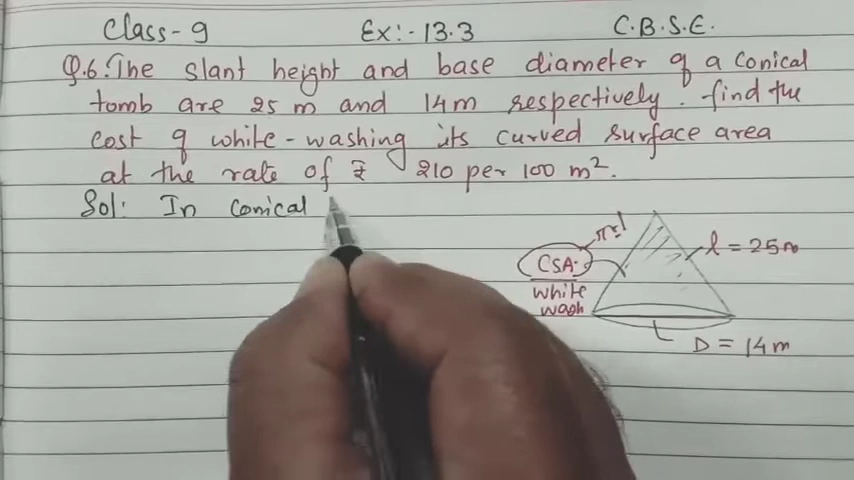 Class-9 Ex:-13.3 C.B.S.E.
Q.6. The slant height and base diameter of a conical
tomb are 25 m and 14m respectively. find the
cost of white-washing its curved surface area
at the rate of ₹ 210 per 100 m².
Sol: In conical
πrl
CSA
l = 25m
white
wash
D = 14m